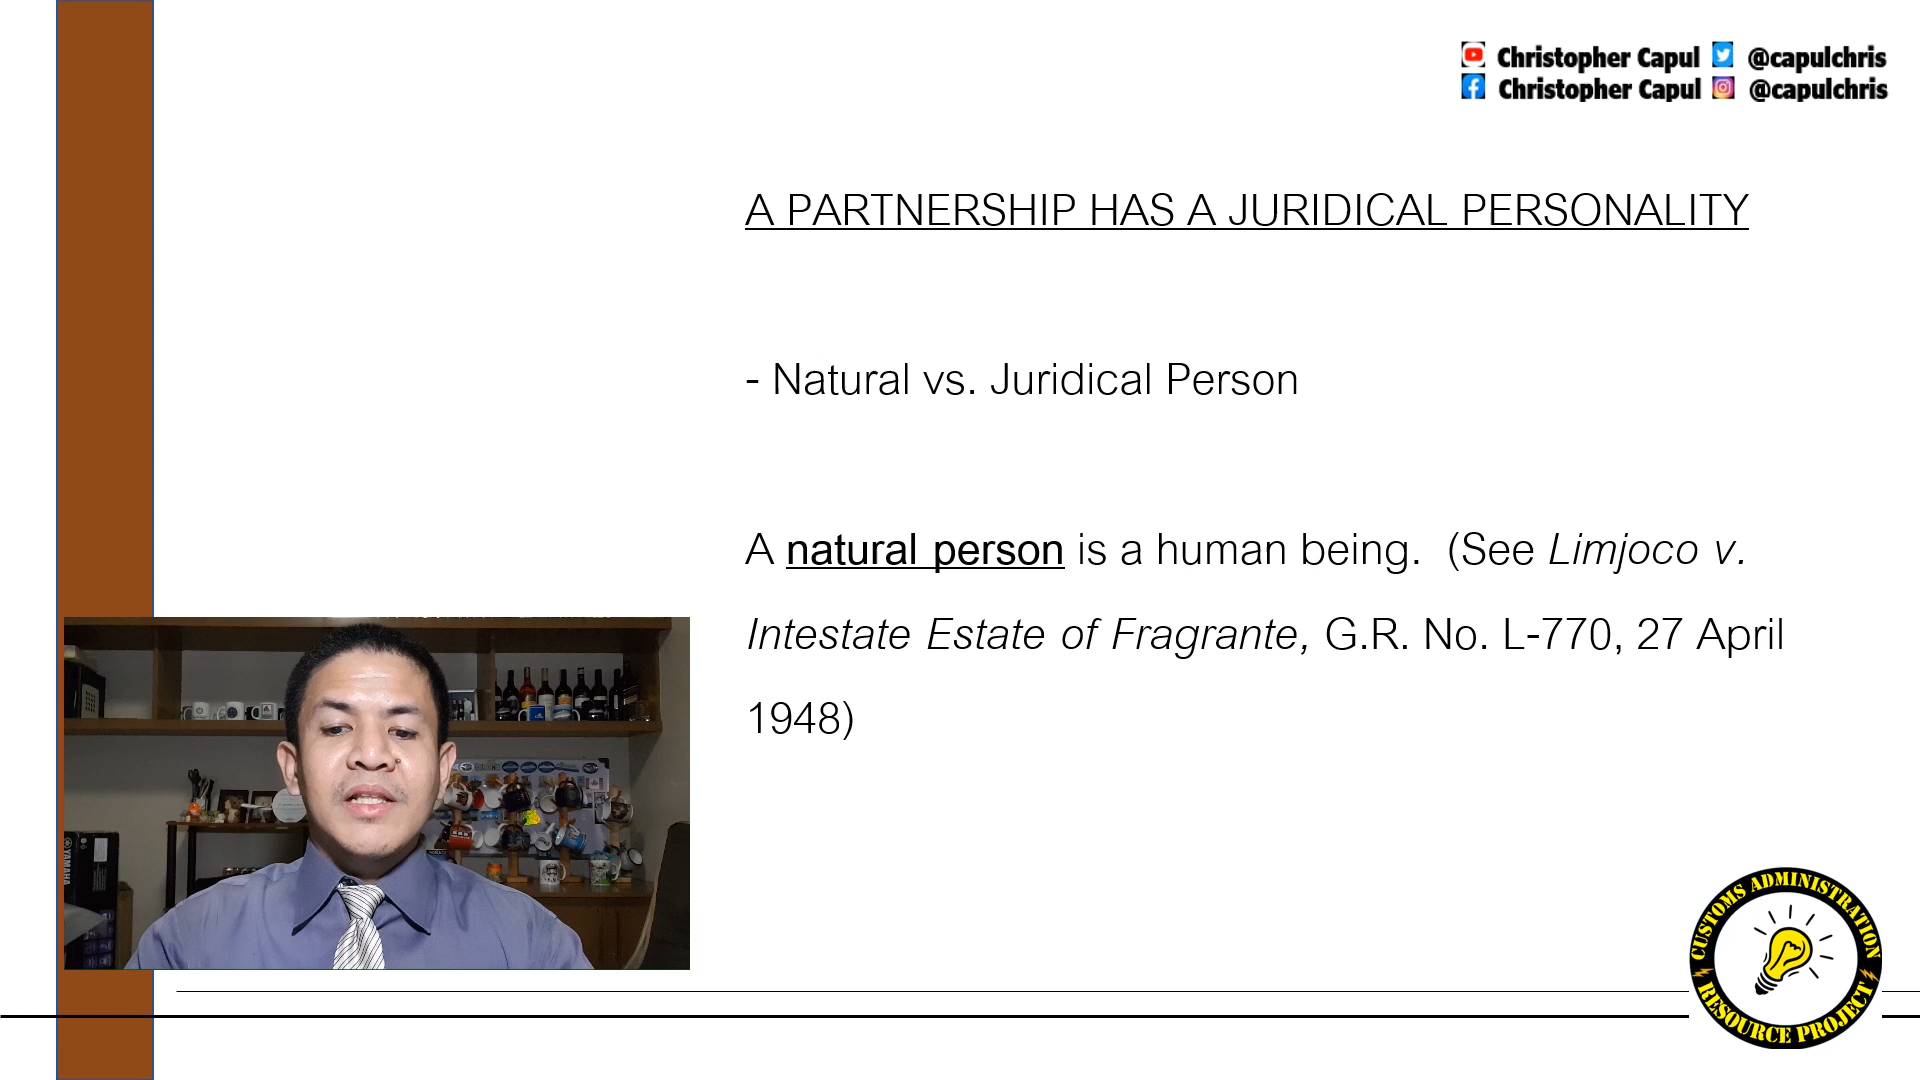 Christopher Capul @capulchris
Christopher Capul @capulchris
A PARTNERSHIP HAS A JURIDICAL PERSONALITY
- Natural vs. Juridical Person
A natural person is a human being. (See Limjoco v.
Intestate Estate of Fragrante, G.R. No. L-770, 27 April
1948)
YAMAHA
CUSTOMS ADMINISTRATION
RESOURCE PROJECT